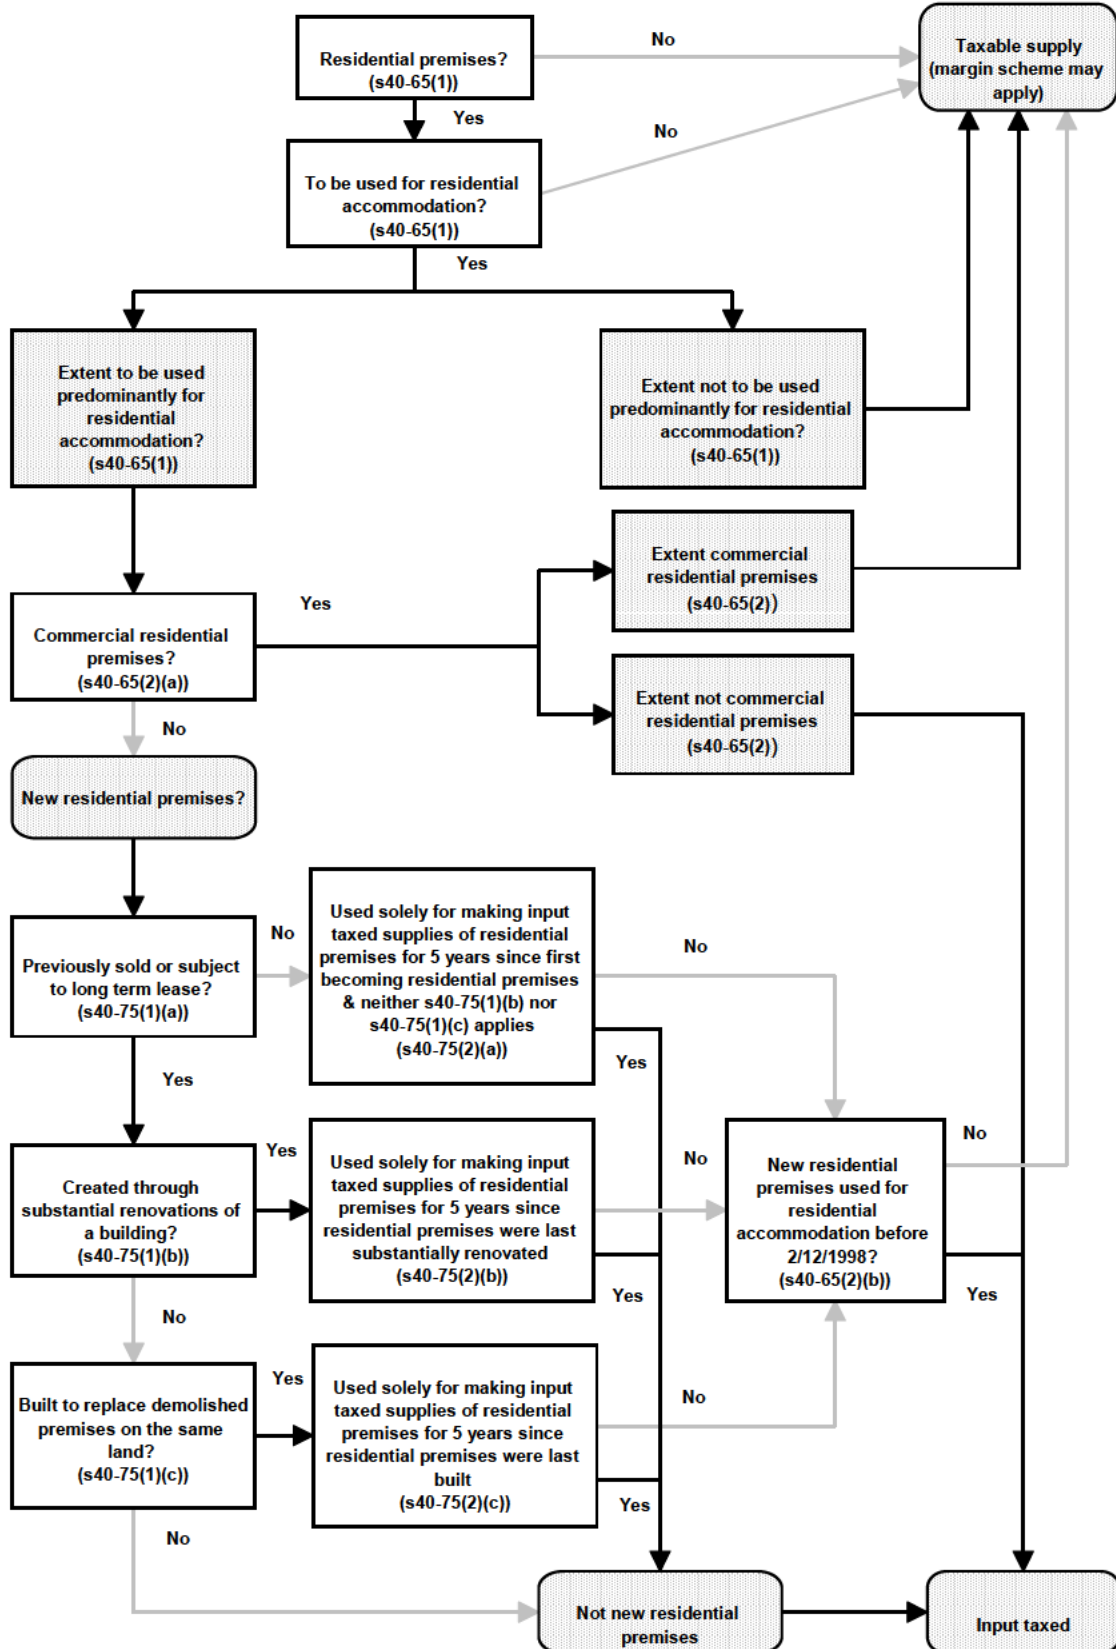 Residential premises?
(s40-65(1))
No
Taxable supply
(margin scheme may
apply)
Yes
No
To be used for residential
accommodation?
(s40-65(1))
Yes
Extent to be used
predominantly for
residential
accommodation?
(s40-65(1))
Extent not to be used
predominantly for residential
accommodation?
(s40-65(1))
Extent commercial
residential premises
(s40-65(2))
Yes
Commercial residential
premises?
(s40-65(2)(a))
Extent not commercial
residential premises
(s40-65(2))
No
New residential premises?
Previously sold or subject
to long term lease?
(s40-75(1)(a))
No
Used solely for making input
taxed supplies of residential
premises for 5 years since first
becoming residential premises
& neither s40-75(1)(b) nor
s40-75(1)(c) applies
(s40-75(2)(a))
No
Yes
Yes
Created through
substantial renovations of
a building?
(s40-75(1)(b))
Yes
Used solely for making input
taxed supplies of residential
premises for 5 years since
residential premises were last
substantially renovated
(s40-75(2)(b))
No
Yes
New residential
premises used for
residential
accommodation before
2/12/1998?
(s40-65(2)(b))
No
Yes
No
Built to replace demolished
premises on the same
land?
(s40-75(1)(c))
Yes
Used solely for making input
taxed supplies of residential
premises for 5 years since
residential premises were last
built
(s40-75(2)(c))
No
Yes
No
Not new residential
premises
Input taxed